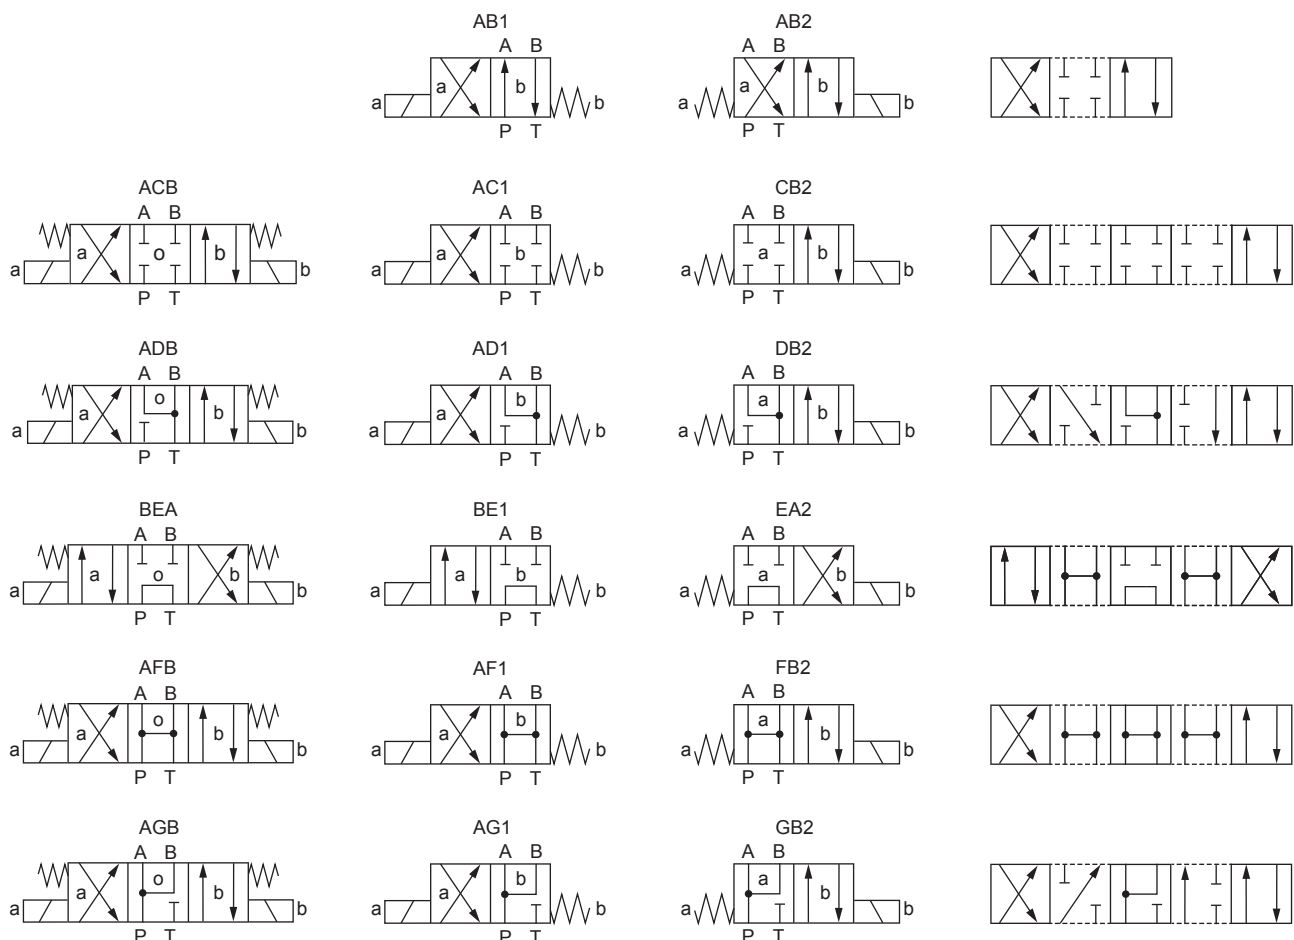 AB1 AB2
A B A B
a a b b a a b b
P T P T
ACB AC1 CB2
A B A B A B
a a o b b a a b b a a b b
P T P T P T
ADB AD1 DB2
A B A B A B
a a o b b a a b b a a b b
P T P T P T
BEA BE1 EA2
A B A B A B
a a o b b a a b b a a b b
P T P T P T
AFB AF1 FB2
A B A B A B
a a o b b a a b b a a b b
P T P T P T
AGB AG1 GB2
A B A B A B
a a o b b a a b b a a b b
P T P T P T